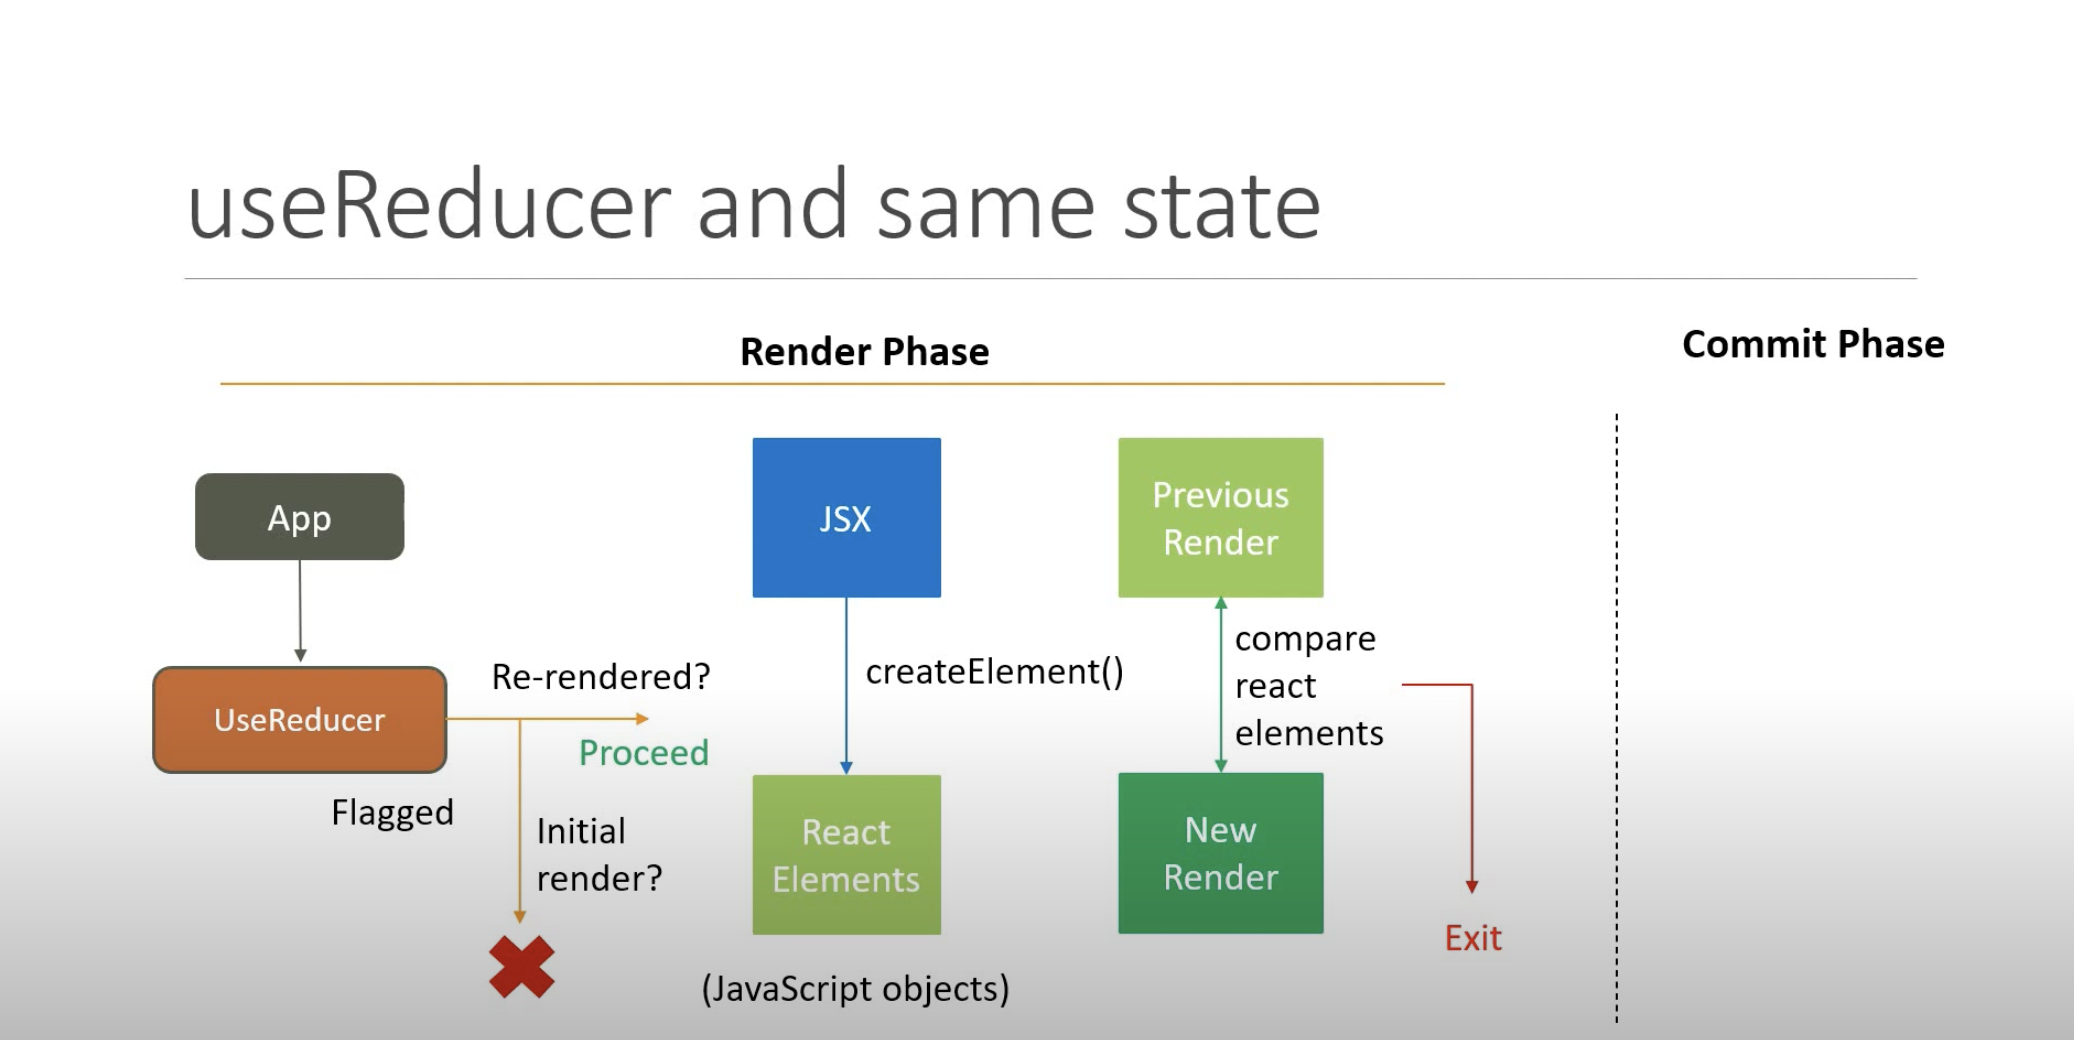 useReducer and same state
Render Phase
Commit Phase
App
UseReducer
Flagged
Re-rendered?
Proceed
Initial
render?
JSX
createElement()
React
Elements
(JavaScript objects)
Previous
Render
compare
react
elements
New
Render
Exit